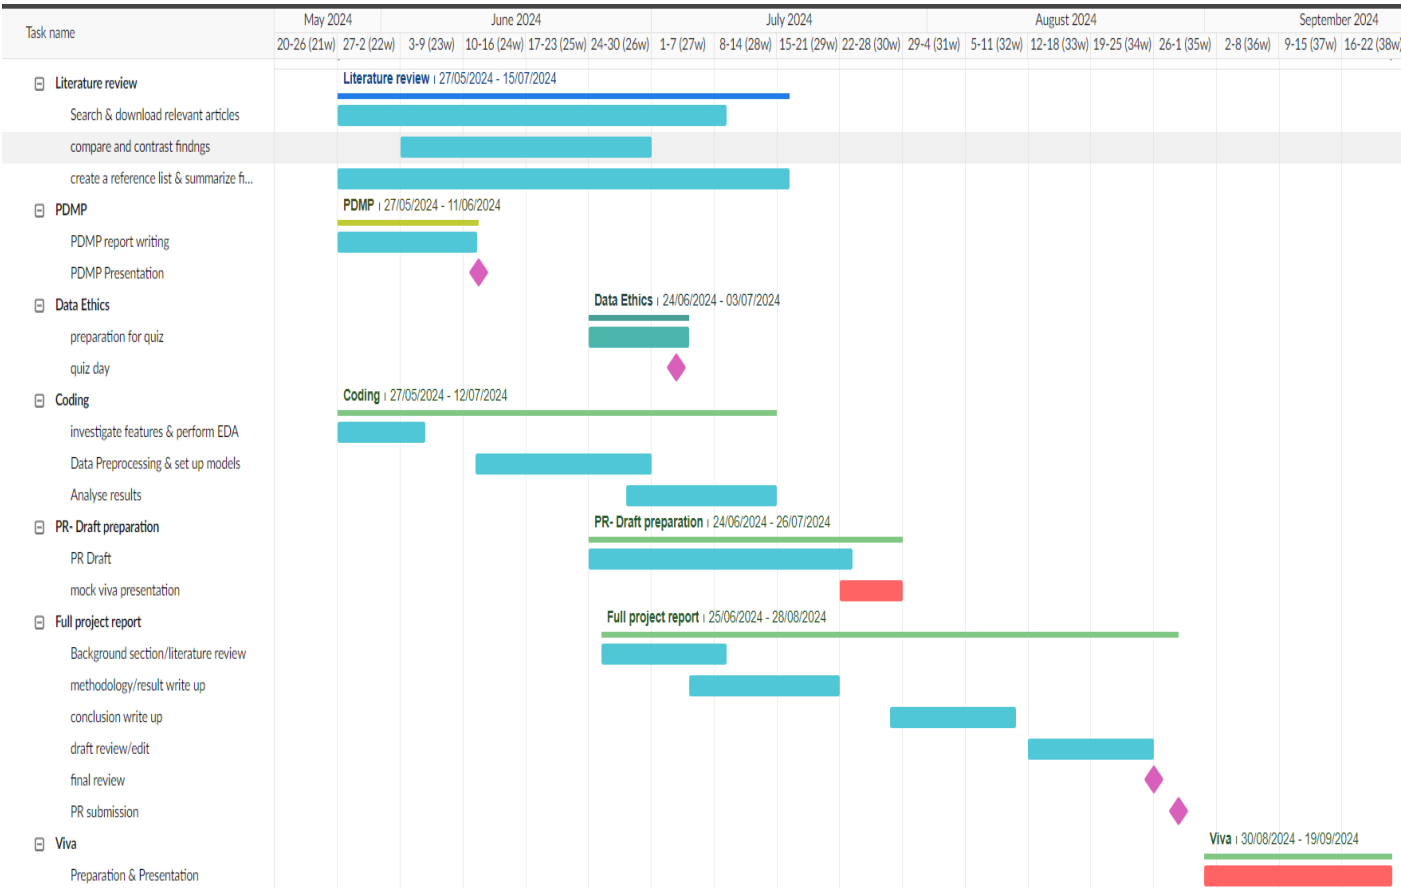 Task name
May 2024 June 2024 July 2024 August 2024 September 2024
20-26 (21w) 27-2 (22w) 3-9 (23w) 10-16 (24w) 17-23 (25w) 24-30 (26w) 1-7 (27w) 8-14 (28w) 15-21 (29w) 22-28 (30w) 29-4 (31w) 5-11 (32w) 12-18 (33w) 19-25 (34w) 26-1 (35w) 2-8 (36w) 9-15 (37w) 16-22 (38w)
Literature review Literature review 27/05/2024 - 15/07/2024
Search & download relevant articles
compare and contrast findngs
create a reference list & summarize fi...
PDMP PDMP 27/05/2024 - 11/06/2024
PDMP report writing
PDMP Presentation
Data Ethics Data Ethics 24/06/2024 - 03/07/2024
preparation for quiz
quiz day
Coding Coding 27/05/2024 - 12/07/2024
investigate features & perform EDA
Data Preprocessing & set up models
Analyse results
PR- Draft preparation PR- Draft preparation 24/06/2024 - 26/07/2024
PR Draft
mock viva presentation
Full project report Full project report 25/06/2024 - 28/08/2024
Background section/literature review
methodology/result write up
conclusion write up
draft review/edit
final review
PR submission
Viva Viva 30/08/2024 - 19/09/2024
Preparation & Presentation